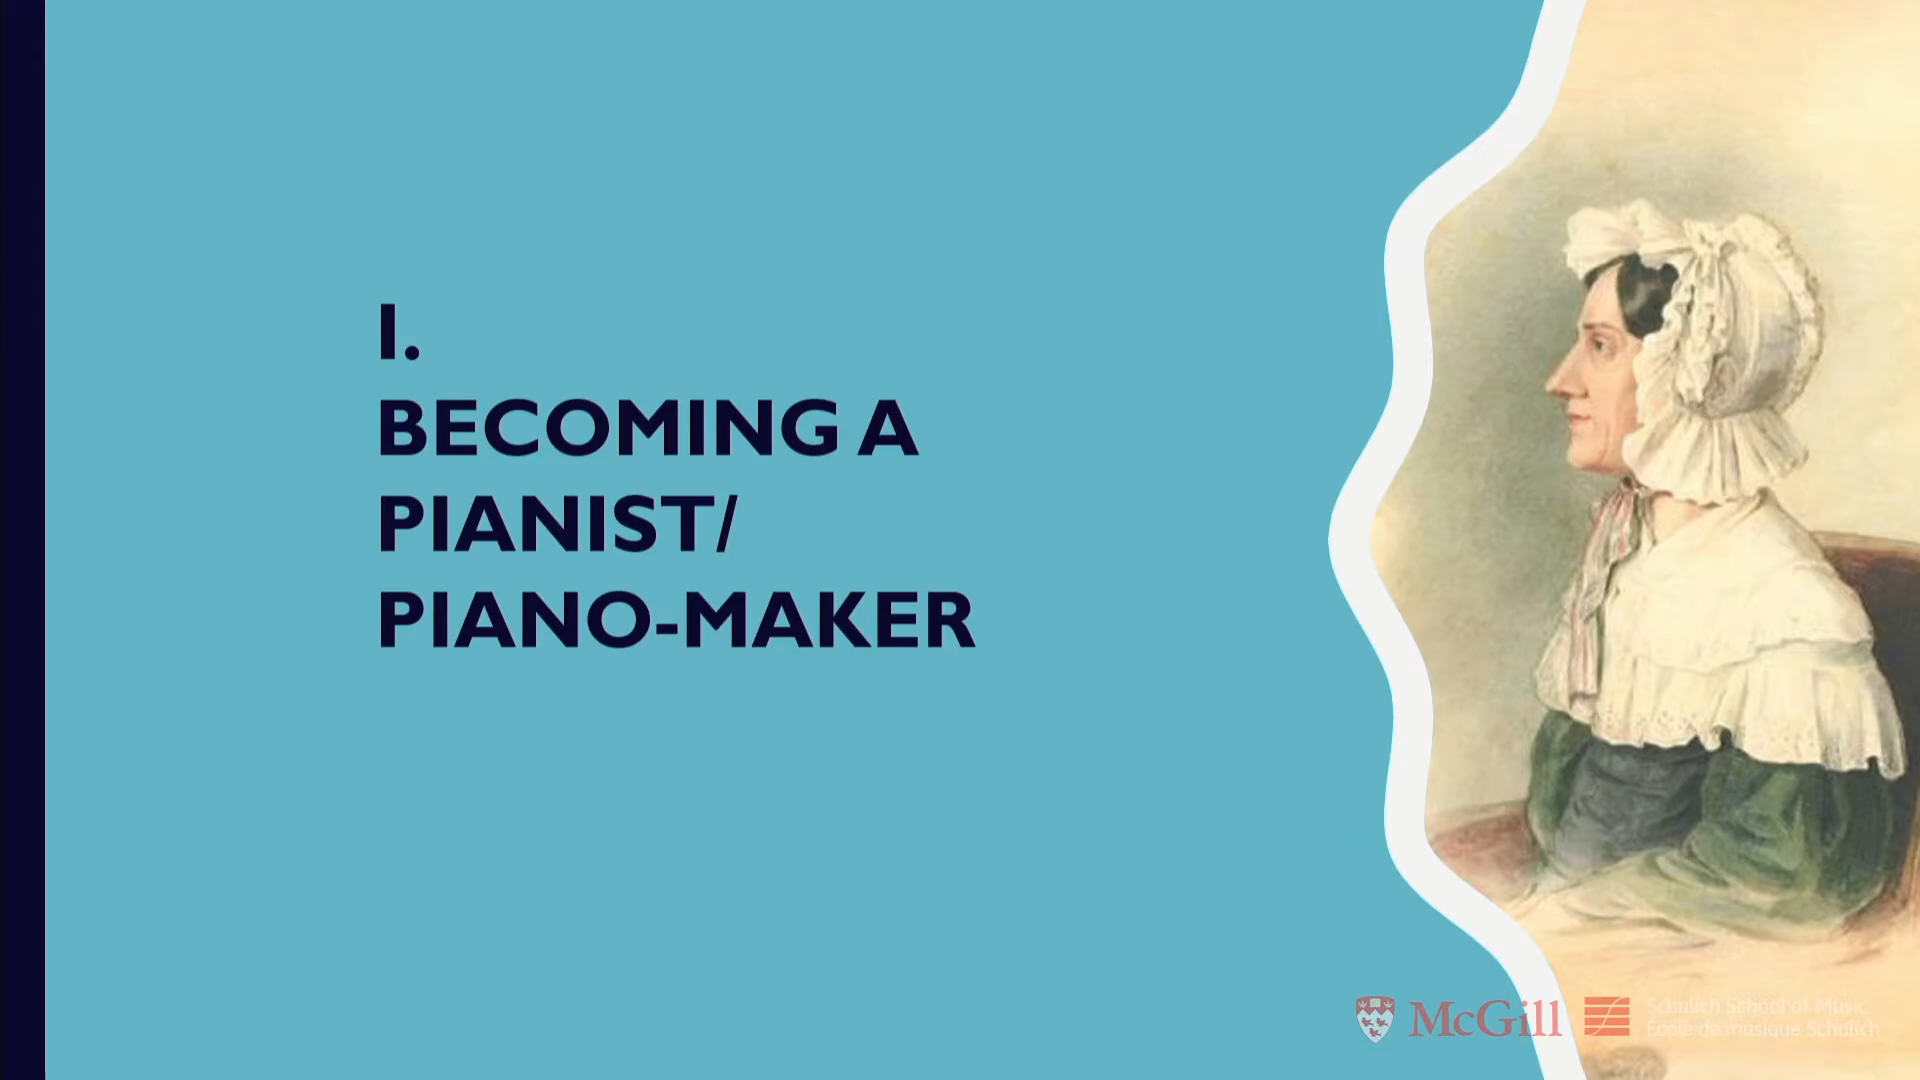 I.
BECOMING A
PIANIST/
PIANO-MAKER
McGill
Schulich School of Music
École de musique Schulich